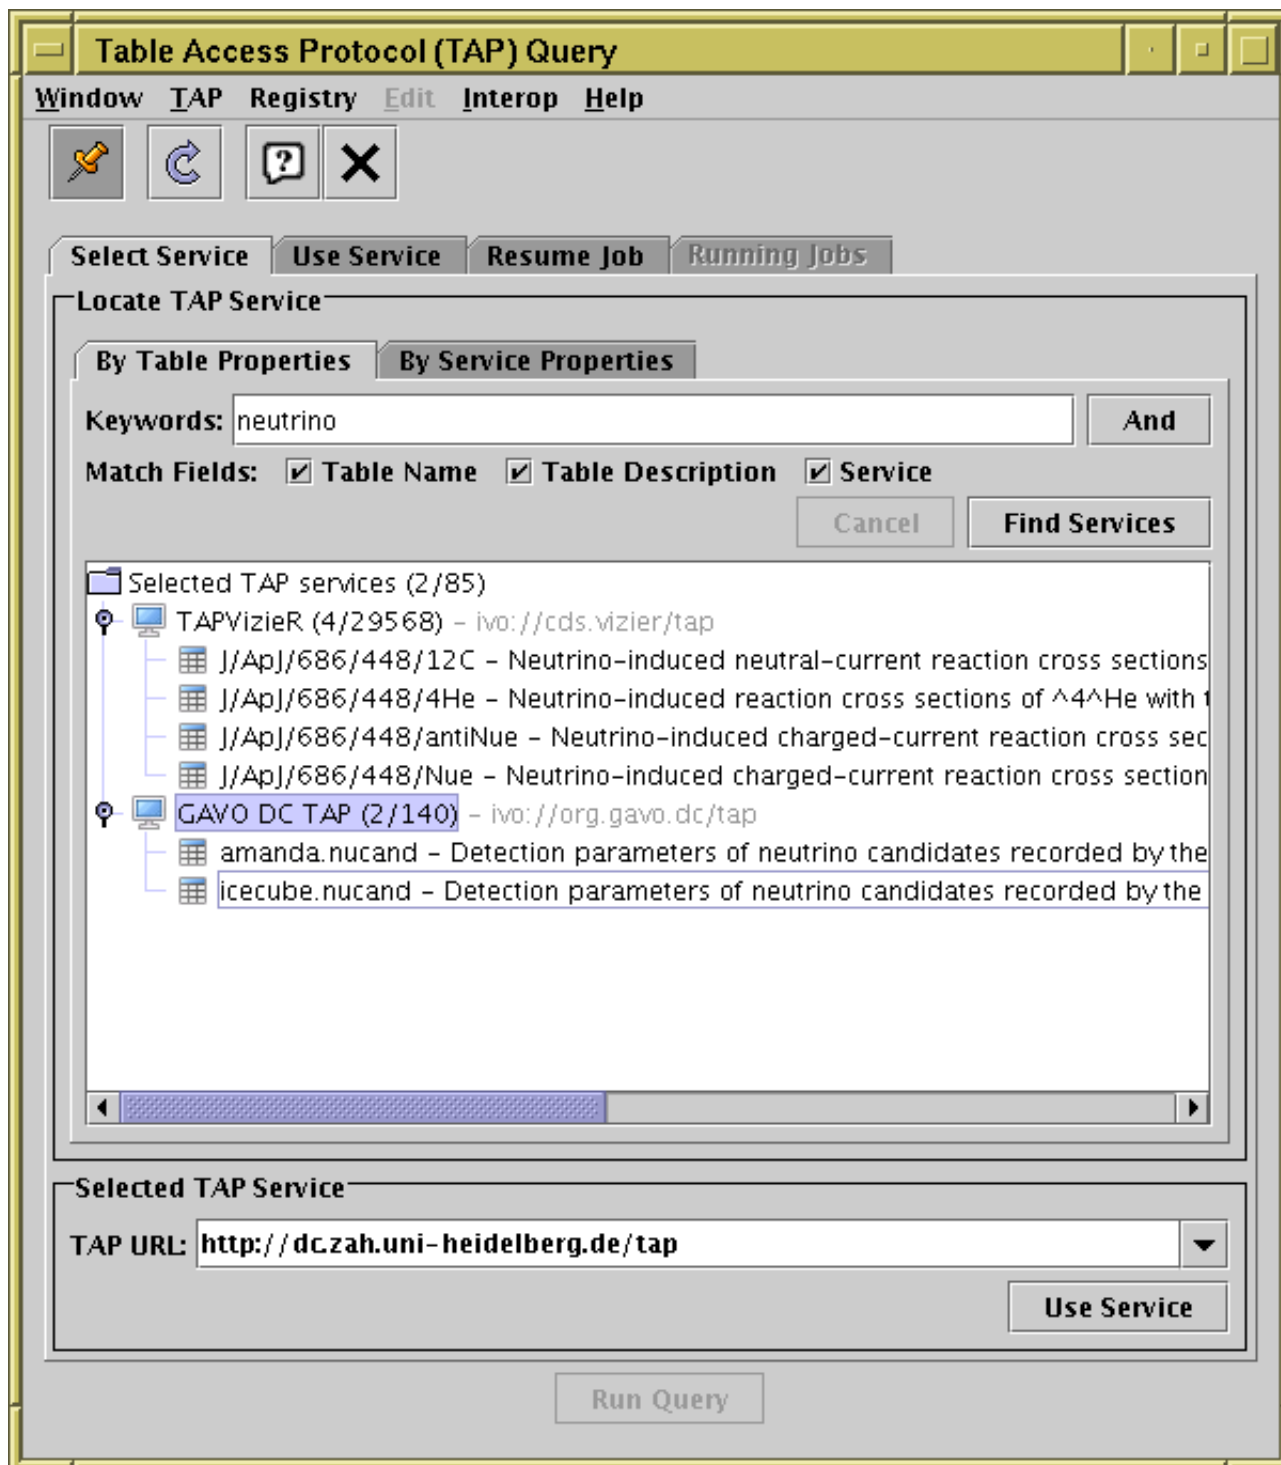 Table Access Protocol (TAP) Query
Window TAP Registry Edit Interop Help
Select Service Use Service Resume Job Running Jobs
Locate TAP Service
By Table Properties By Service Properties
Keywords: neutrino And
Match Fields: Table Name Table Description Service
Cancel Find Services
Selected TAP services (2/85)
TAPVizieR (4/29568) - ivo://cds.vizier/tap
J/ApJ/686/448/12C - Neutrino-induced neutral-current reaction cross sections
J/ApJ/686/448/4He - Neutrino-induced reaction cross sections of ^4^He with
J/ApJ/686/448/antiNue - Neutrino-induced charged-current reaction cross sec
J/ApJ/686/448/Nue - Neutrino-induced charged-current reaction cross section
GAVO DC TAP (2/140) - ivo://org.gavo.dc/tap
amanda.nucand - Detection parameters of neutrino candidates recorded by the
icecube.nucand - Detection parameters of neutrino candidates recorded by the
Selected TAP Service
TAP URL: http://dc.zah.uni-heidelberg.de/tap
Use Service
Run Query